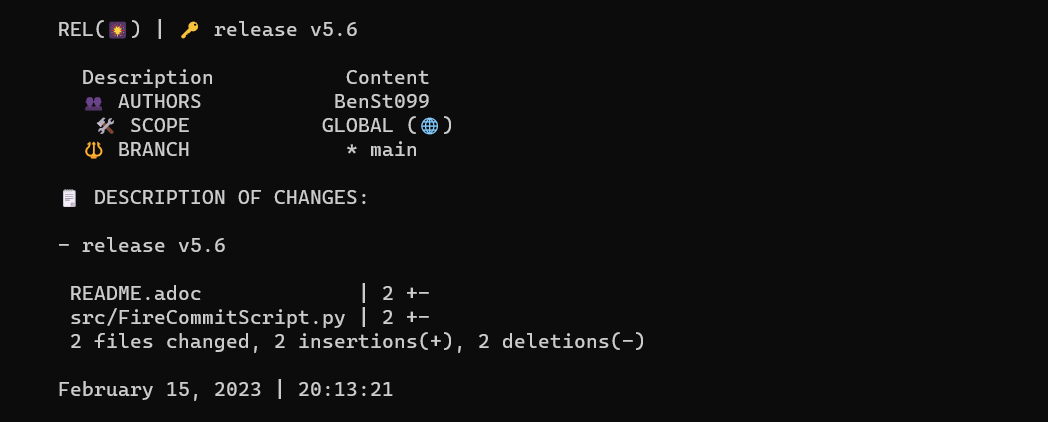 REL(🎇) | 🔑 release v5.6
Description Content
👥 AUTHORS BenSt099
🛠 SCOPE GLOBAL (🌐)
🔱 BRANCH * main
🗒 DESCRIPTION OF CHANGES:
- release v5.6
README.adoc | 2 +-
src/FireCommitScript.py | 2 +-
2 files changed, 2 insertions(+), 2 deletions(-)
February 15, 2023 | 20:13:21